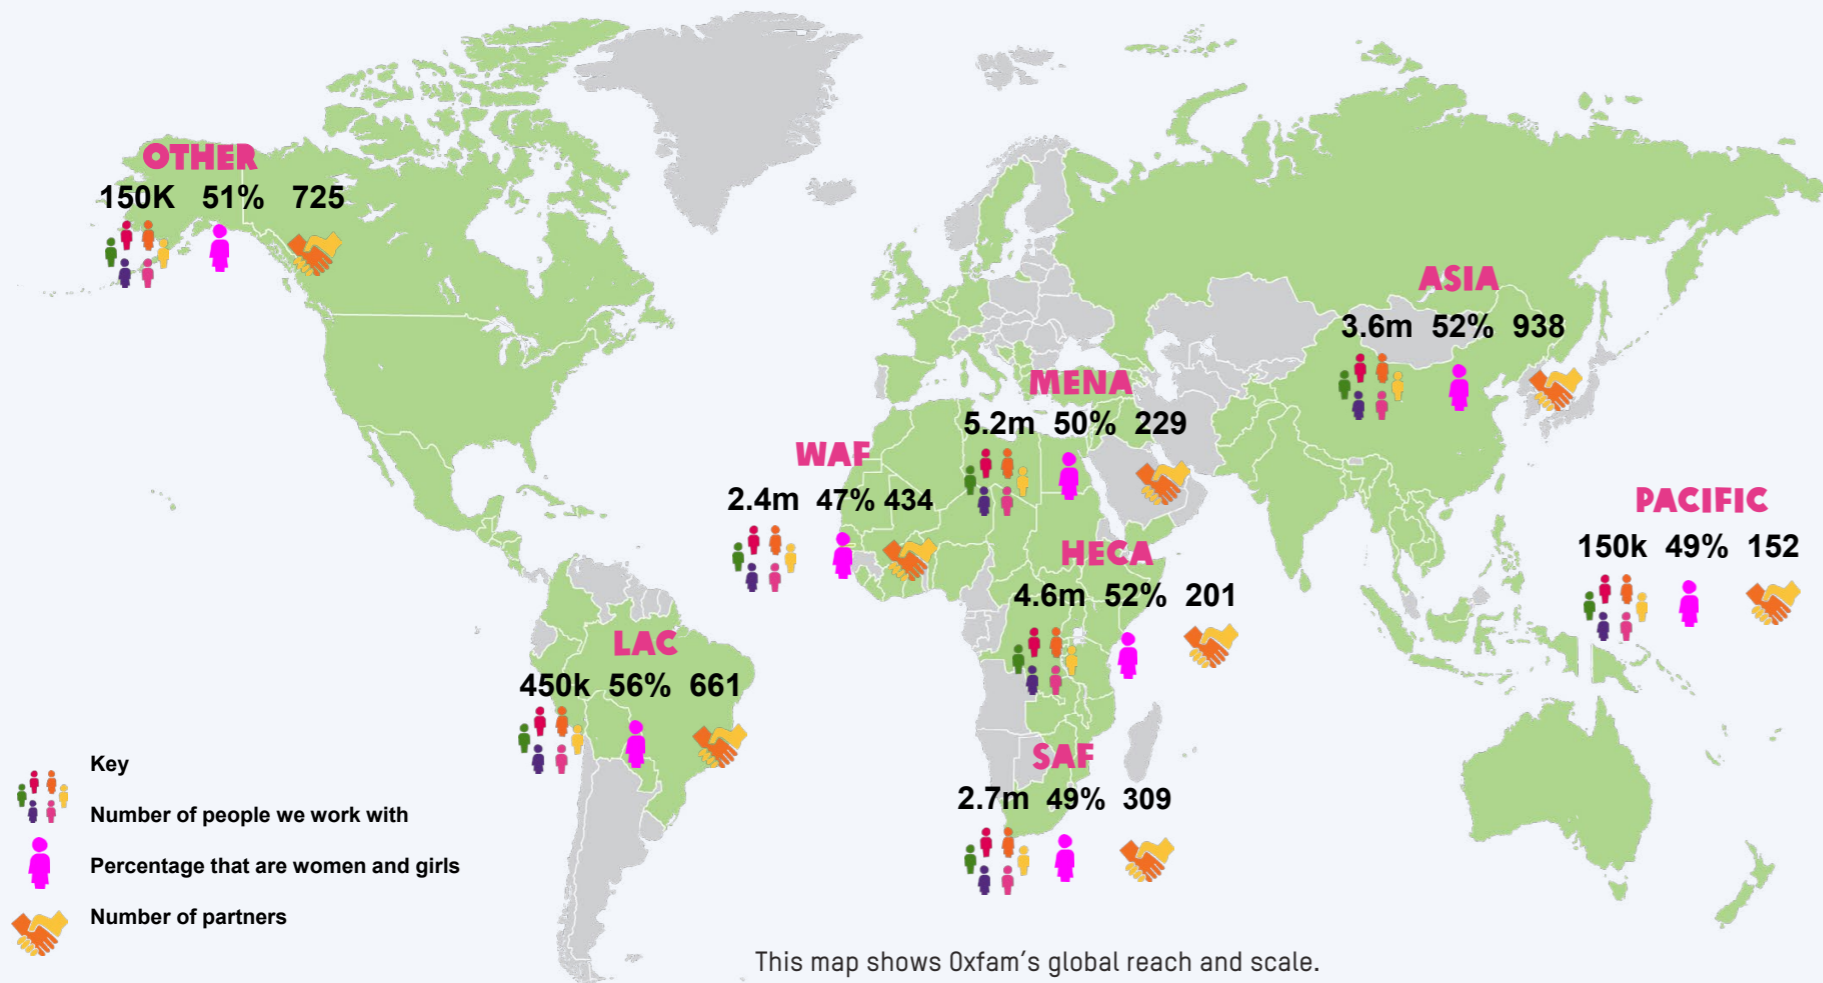 OTHER
150K 51% 725
ASIA
3.6m 52% 938
MENA
5.2m 50% 229
WAF
2.4m 47% 434
PACIFIC
150k 49% 152
HECA
4.6m 52% 201
LAC
450k 56% 661
SAF
2.7m 49% 309
Key
Number of people we work with
Percentage that are women and girls
Number of partners
This map shows Oxfam's global reach and scale.